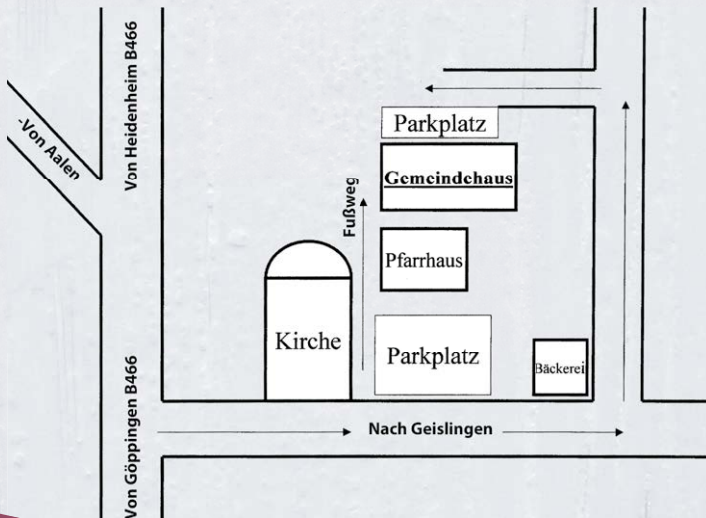 Von Heidenheim B466
-Von Aalen
Parkplatz
Gemeindehaus
Fußweg
Pfarrhaus
Kirche
Parkplatz
Bäckerei
Von Göppingen B466
Nach Geislingen